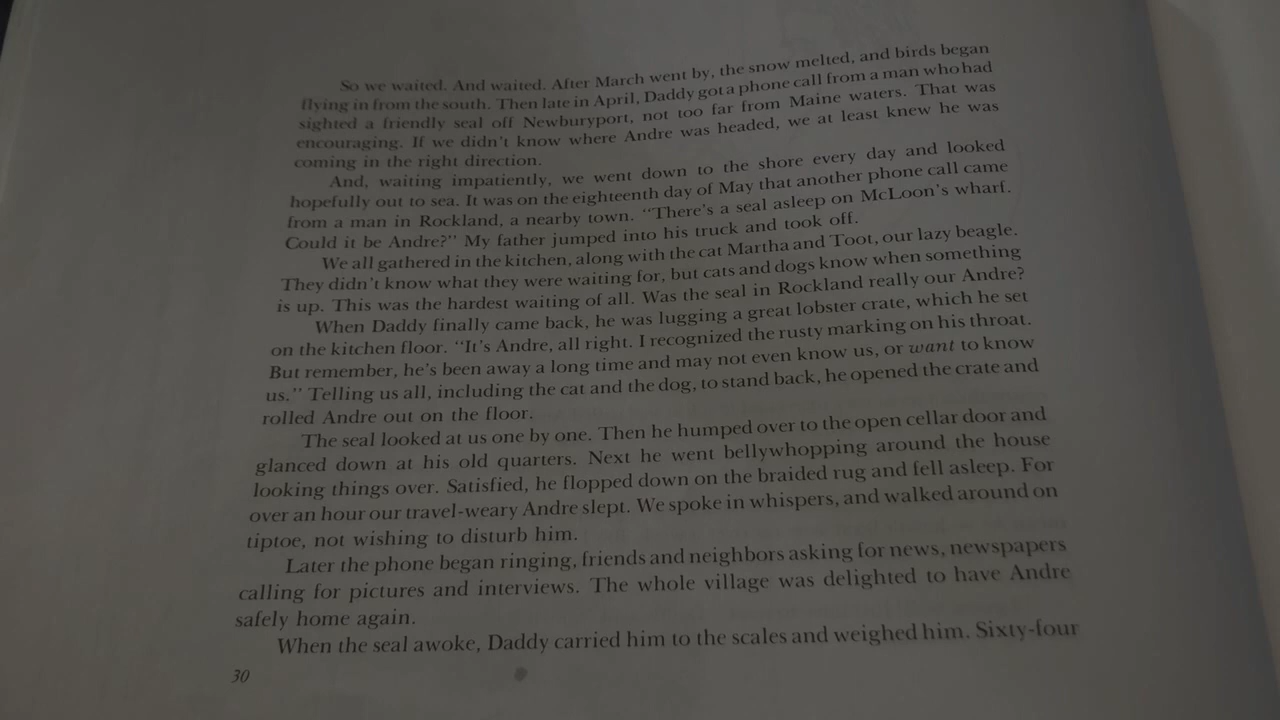 So we waited. And waited. After March went by, the snow melted, and birds began
flying in from the south. Then late in April, Daddy got a phone call from a man who had
sighted a friendly seal off Newburyport, not too far from Maine waters. That was
encouraging. If we didn't know where Andre was headed, we at least knew he was
coming in the right direction.
And, waiting impatiently, we went down to the shore every day and looked
hopefully out to sea. It was on the eighteenth day of May that another phone call came
from a man in Rockland, a nearby town. "There's a seal asleep on McLoon's wharf.
Could it be Andre?" My father jumped into his truck and took off.
We all gathered in the kitchen, along with the cat Martha and Toot, our lazy beagle.
They didn't know what they were waiting for, but cats and dogs know when something
is up. This was the hardest waiting of all. Was the seal in Rockland really our Andre?
When Daddy finally came back, he was lugging a great lobster crate, which he set
on the kitchen floor. "It's Andre, all right. I recognized the rusty marking on his throat.
But remember, he's been away a long time and may not even know us, or want to know
us." Telling us all, including the cat and the dog, to stand back, he opened the crate and
rolled Andre out on the floor.
The seal looked at us one by one. Then he humped over to the open cellar door and
glanced down at his old quarters. Next he went bellywhopping around the house
looking things over. Satisfied, he flopped down on the braided rug and fell asleep. For
over an hour our travel-weary Andre slept. We spoke in whispers, and walked around on
tiptoe, not wishing to disturb him.
Later the phone began ringing, friends and neighbors asking for news, newspapers
calling for pictures and interviews. The whole village was delighted to have Andre
safely home again.
When the seal awoke, Daddy carried him to the scales and weighed him. Sixty-four
30